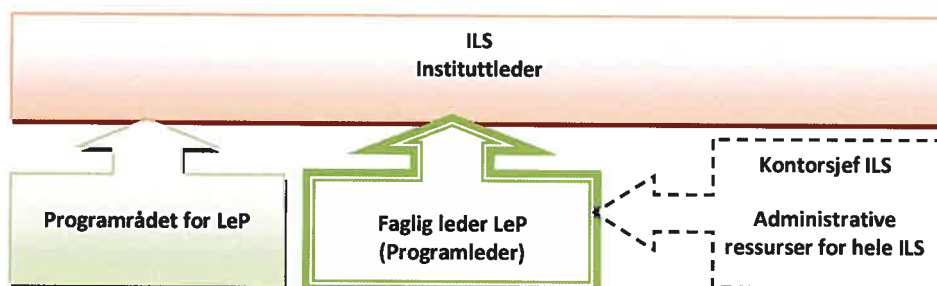 ILS
Instituttleder
Programrådet for LeP
Faglig leder LeP
(Programleder)
Kontorsjef ILS
Administrative
ressurser for hele ILS